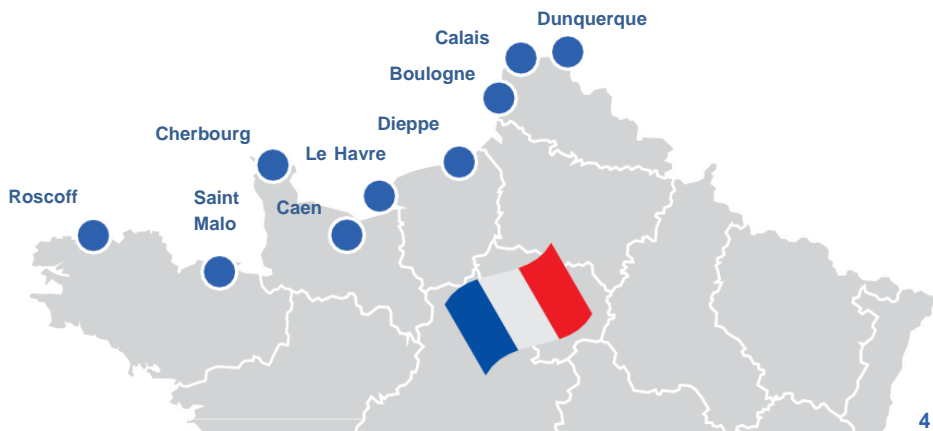 Dunquerque
Calais
Boulogne
Dieppe
Cherbourg
Le Havre
Roscoff
Saint
Malo
Caen
4